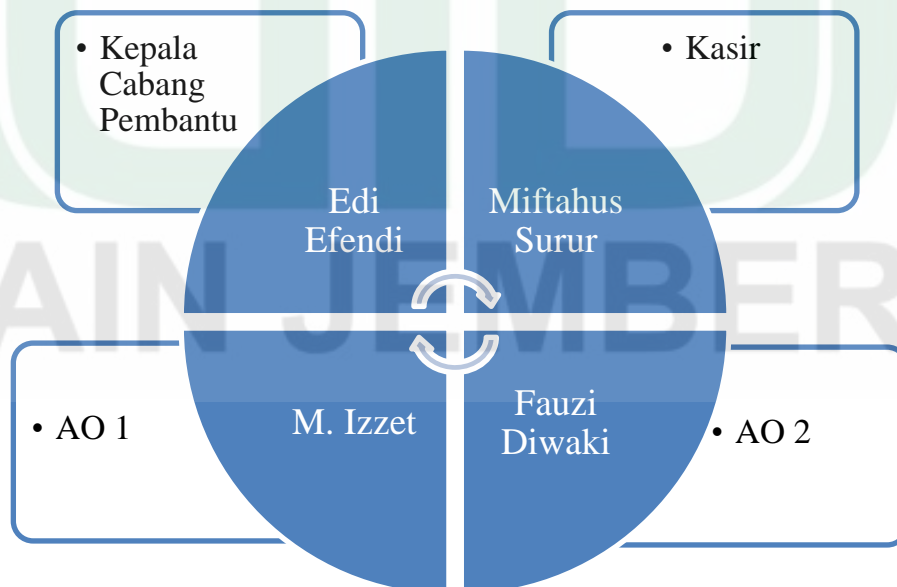 • Kepala
Cabang
Pembantu
• Kasir
Edi
Efendi
Miftahus
Surur
M. Izzet
Fauzi
Diwaki
• AO 1
• AO 2
AIN JEMBER